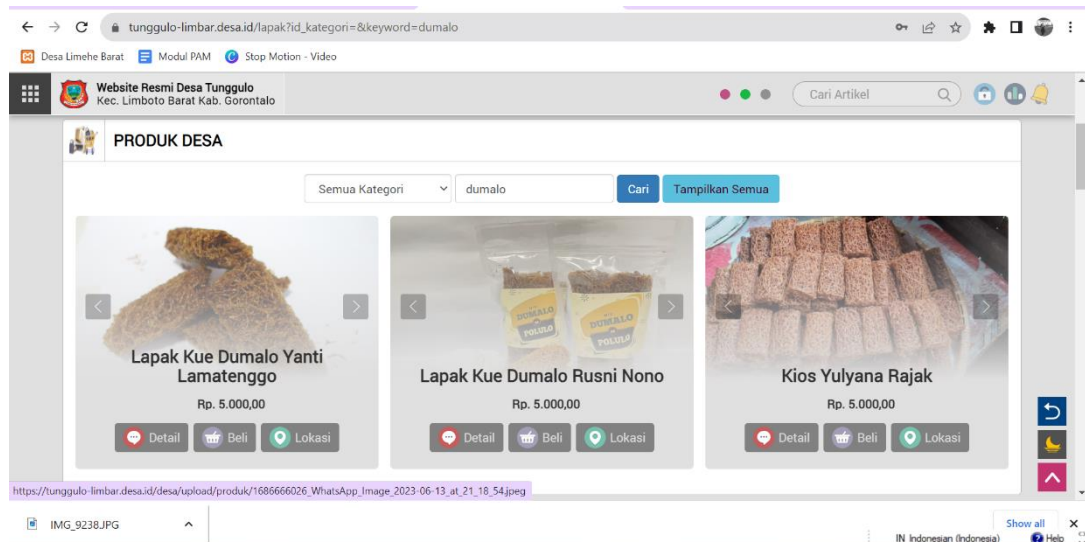 tunggulo-limbar.desa.id/lapak?id_kategori=&keyword=dumalo
Desa Limehe Barat Modul PAM Stop Motion - Video
Website Resmi Desa Tunggulo
Kec. Limboto Barat Kab. Gorontalo
Cari Artikel
PRODUK DESA
Semua Kategori dumalo Cari Tampilkan Semua
DUMALO
POLULO
DUMALO
POLULO
Lapak Kue Dumalo Yanti
Lamatenggo
Rp. 5.000,00
Detail Beli Lokasi
Lapak Kue Dumalo Rusni Nono
Rp. 5.000,00
Detail Beli Lokasi
Kios Yulyana Rajak
Rp. 5.000,00
Detail Beli Lokasi
https://tunggulo-limbar.desa.id/desa/upload/produk/1686666026_WhatsApp_Image_2023-06-13_at_21_18_54.jpeg
IMG_9238.JPG Show all
IN Indonesian (Indonesia) Help